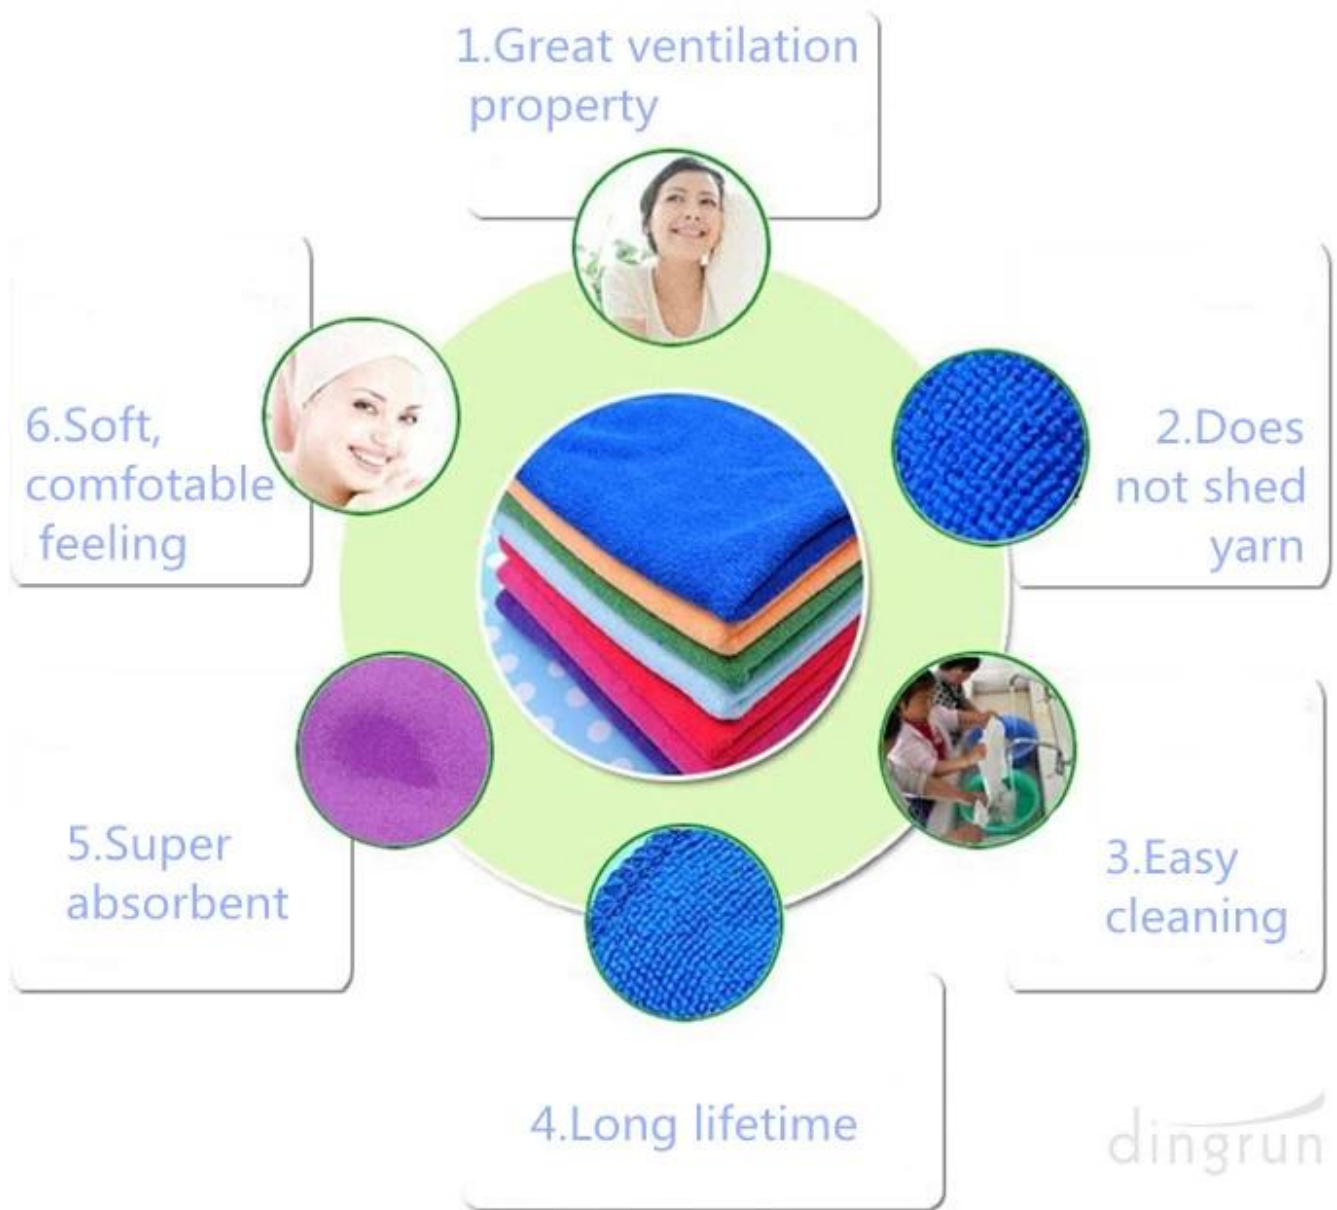 1.Great ventilation
property
2.Does
not shed
yarn
3.Easy
cleaning
4.Long lifetime
5.Super
absorbent
6.Soft,
comfotable
feeling
dingrun